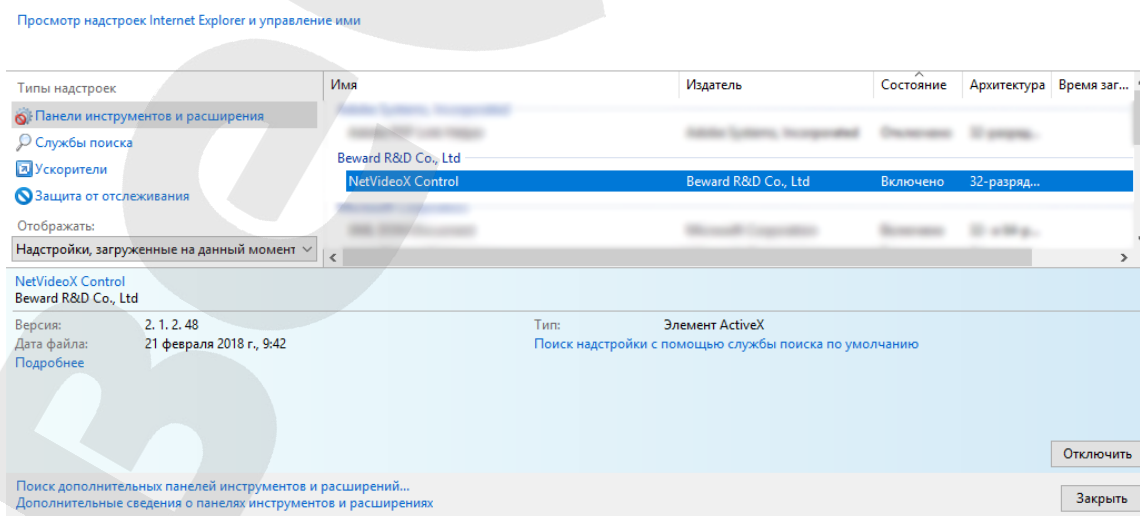 Просмотр надстроек Internet Explorer и управление ими
Типы надстроек
Панели инструментов и расширения
Службы поиска
Ускорители
Защита от отслеживания
Отображать:
Надстройки, загруженные на данный момент
Имя Издатель Состояние Архитектура Время заг...
Beward R&D Co., Ltd
NetVideoX Control Beward R&D Co., Ltd Включено 32-разряд...
NetVideoX Control
Beward R&D Co., Ltd
Версия: 2. 1. 2. 48 Тип: Элемент ActiveX
Дата файла: 21 февраля 2018 г., 9:42 Поиск надстройки с помощью службы поиска по умолчанию
Подробнее
Отключить
Поиск дополнительных панелей инструментов и расширений...
Дополнительные сведения о панелях инструментов и расширениях
Закрыть